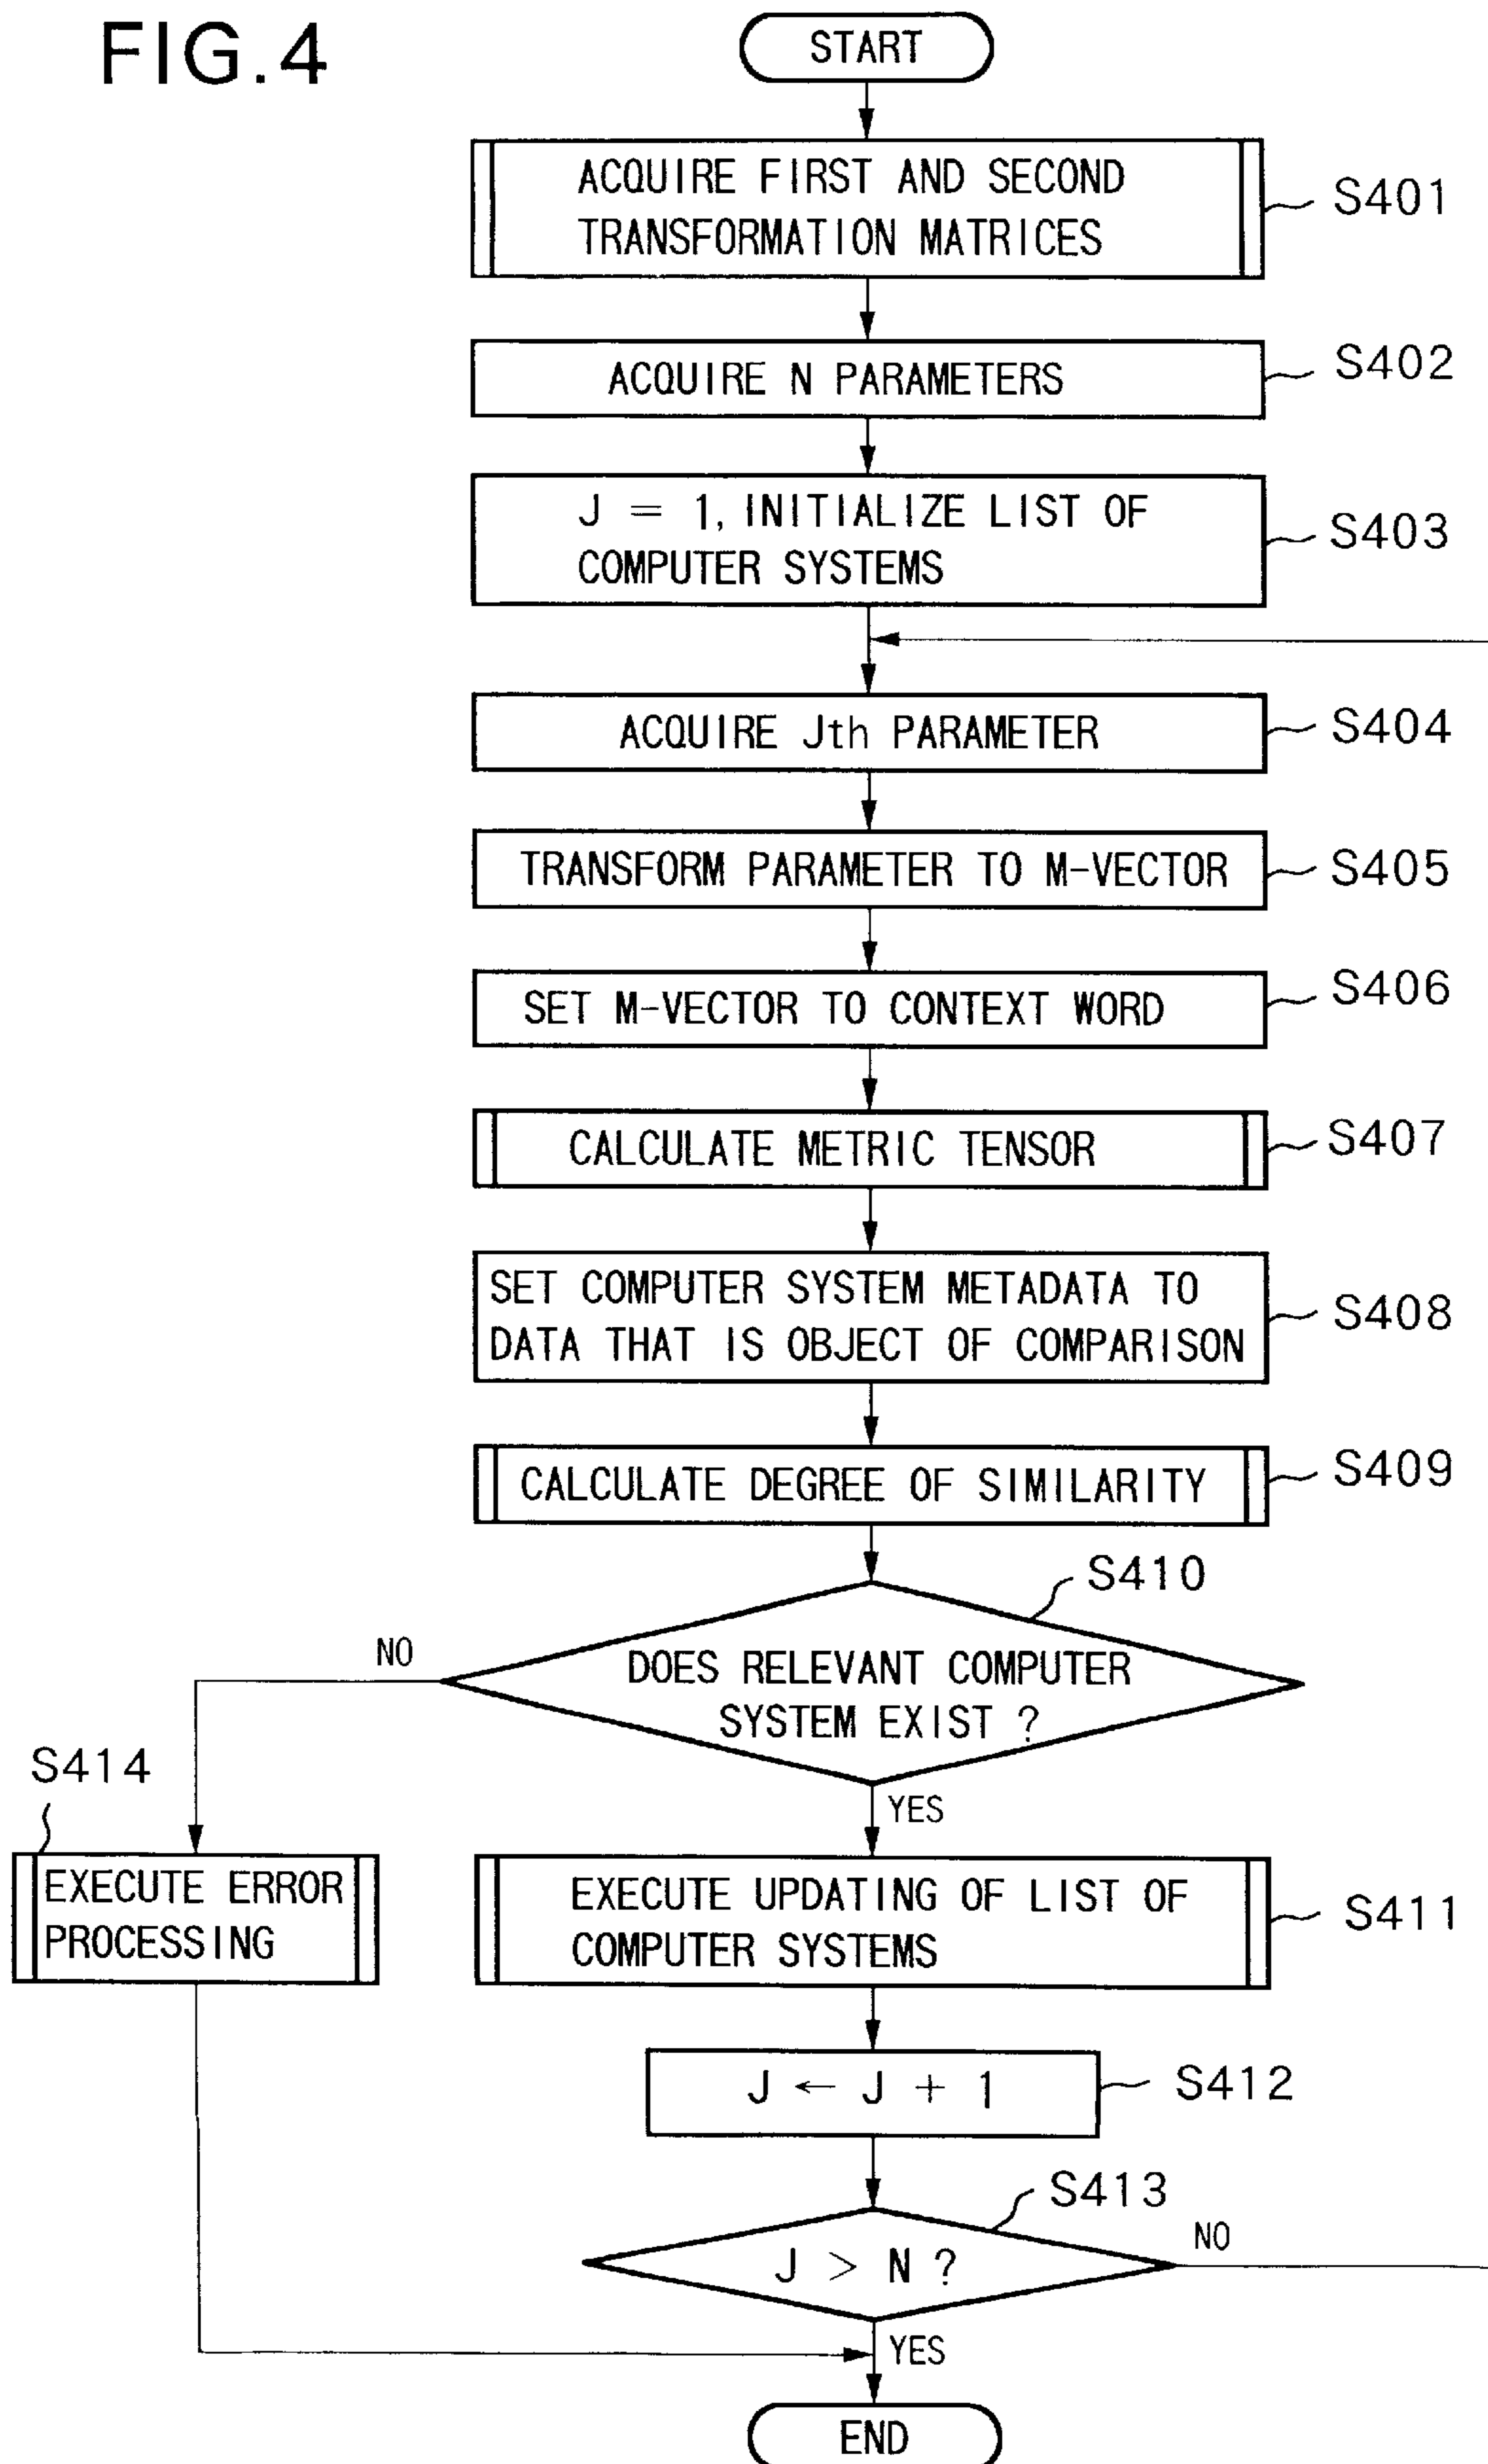 FIG.4
START
ACQUIRE FIRST AND SECOND
TRANSFORMATION MATRICES
S401
ACQUIRE N PARAMETERS
S402
J = 1, INITIALIZE LIST OF
COMPUTER SYSTEMS
S403
ACQUIRE Jth PARAMETER
S404
TRANSFORM PARAMETER TO M-VECTOR
S405
SET M-VECTOR TO CONTEXT WORD
S406
CALCULATE METRIC TENSOR
S407
SET COMPUTER SYSTEM METADATA TO
DATA THAT IS OBJECT OF COMPARISON
S408
CALCULATE DEGREE OF SIMILARITY
S409
S410
NO
DOES RELEVANT COMPUTER
SYSTEM EXIST ?
YES
S414
EXECUTE ERROR
PROCESSING
EXECUTE UPDATING OF LIST OF
COMPUTER SYSTEMS
S411
J ← J + 1
S412
S413
J > N ?
NO
YES
END